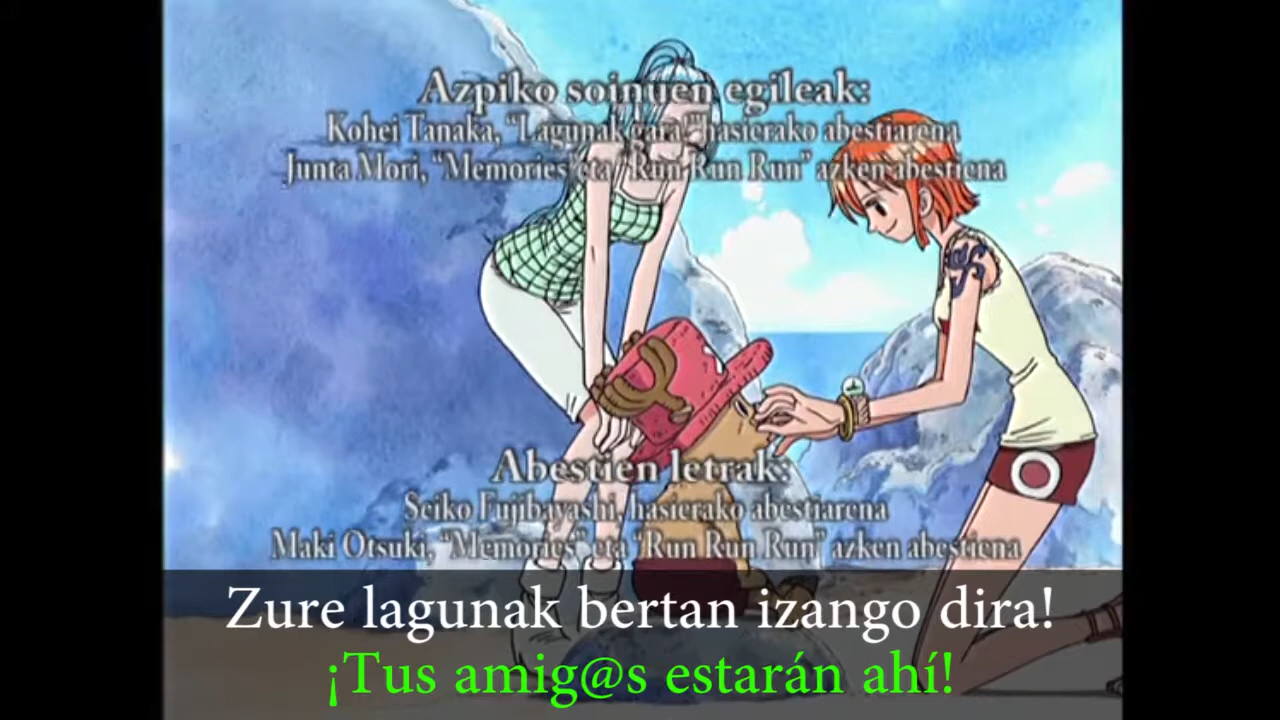 Azpiko soinuen egileak:
Kohei Tanaka, "Lagunak gara!" hasierako abestiarena
Junta Mori, "Memories" eta "Run Run Run" azken abestiena
Abestien letrak:
Seiko Fujibayashi, hasierako abestiarena
Maki Otsuki, "Memories" eta "Run Run Run" azken abestiena
Zure lagunak bertan izango dira!
¡Tus amig@s estarán ahí!